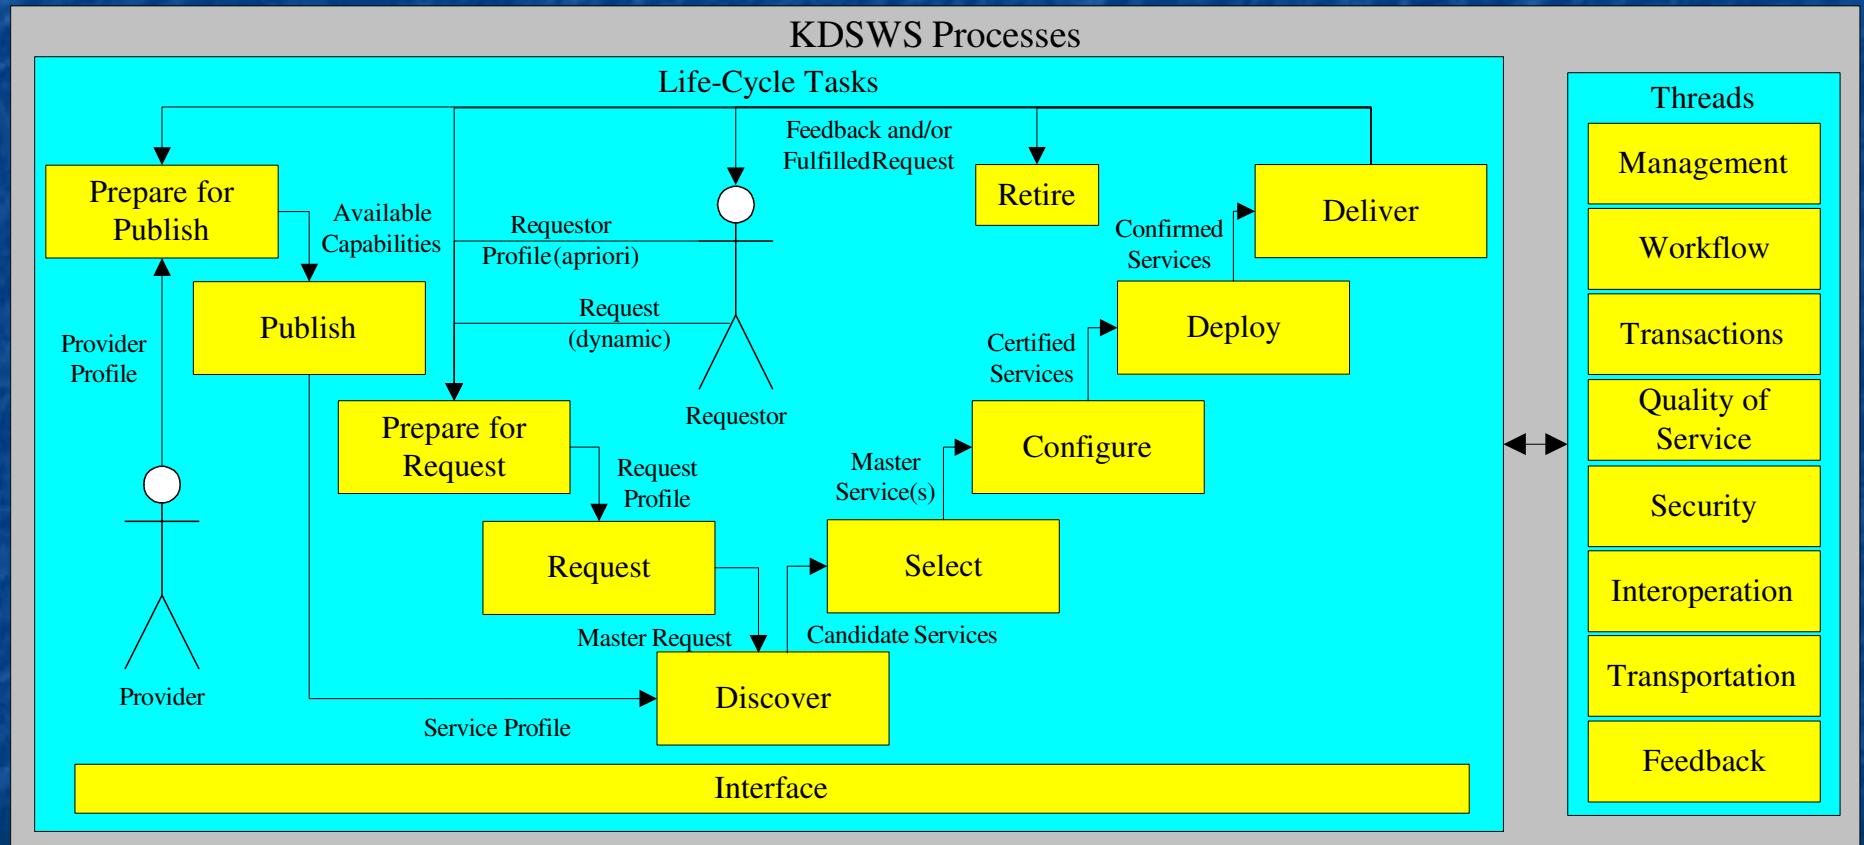 KDSWS Processes
Life-Cycle Tasks
Feedback and/or
FulfilledRequest
Prepare for
Publish
Available
Capabilities
Requestor
Profile(apriori)
Retire
Deliver
Confirmed
Services
Publish
Request
(dynamic)
Deploy
Provider
Profile
Certified
Services
Requestor
Prepare for
Request
Configure
Request
Profile
Master
Service(s)
Request
Select
Master Request
Candidate Services
Provider
Discover
Service Profile
Interface
Threads
Management
Workflow
Transactions
Quality of
Service
Security
Interoperation
Transportation
Feedback